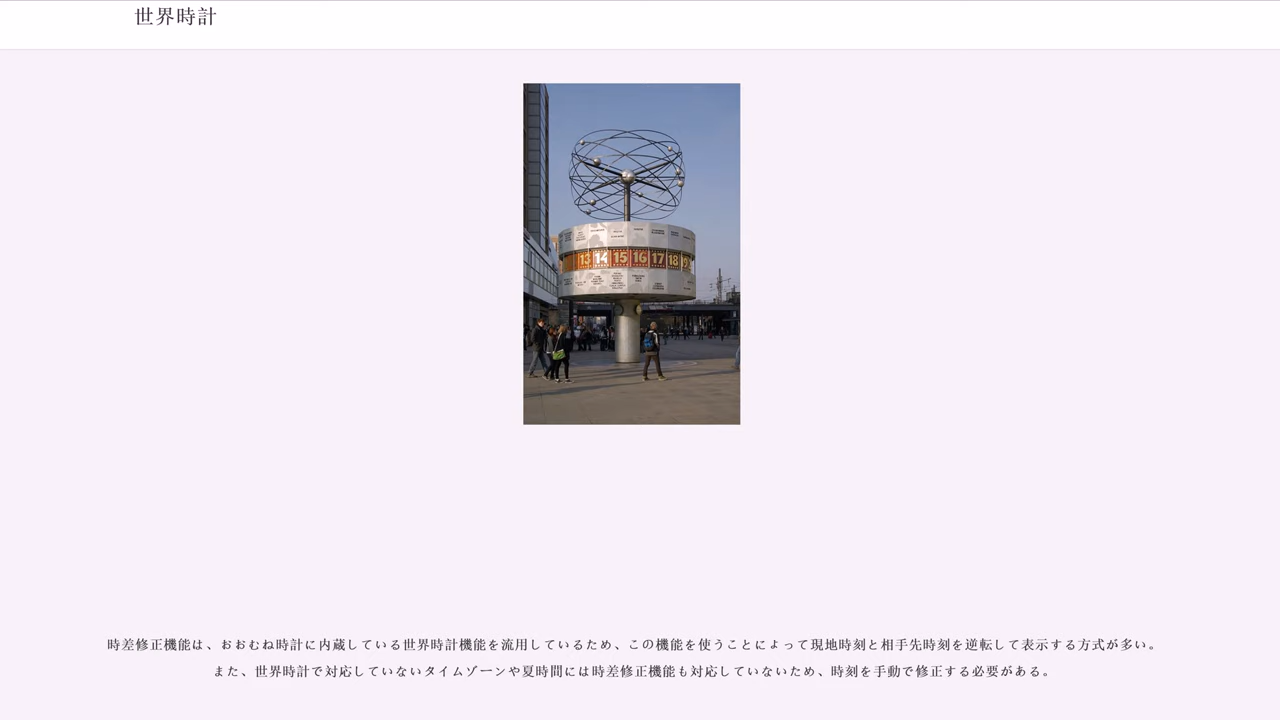 世界時計
13 14 15 16 17 18 19
時差修正機能は、おおむね時計に内蔵している世界時計機能を流用しているため、この機能を使うことによって現地時刻と相手先時刻を逆転して表示する方式が多い。
また、世界時計で対応していないタイムゾーンや夏時間には時差修正機能も対応していないため、時刻を手動で修正する必要がある。